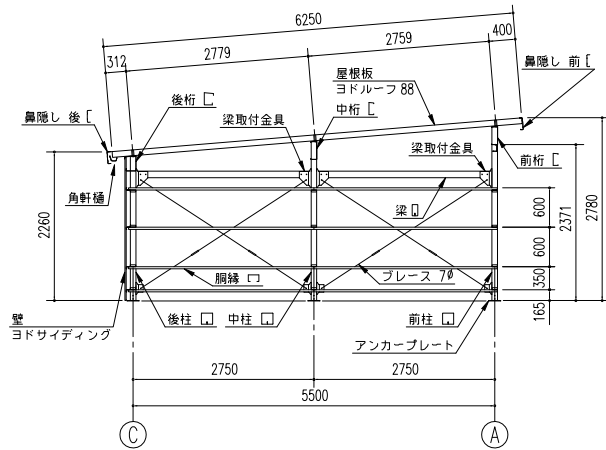 6250
312
2779
2759
400
鼻隠し 前
屋根板
ヨドルーフ 88
後桁
中桁
鼻隠し 後
梁取付金具
梁取付金具
前桁
角軒樋
梁
2260
600
600
350
165
2371
2780
胴縁
ブレース 7φ
壁
ヨドサイディング
後柱
中柱
前柱
アンカープレート
2750
2750
5500
C
A